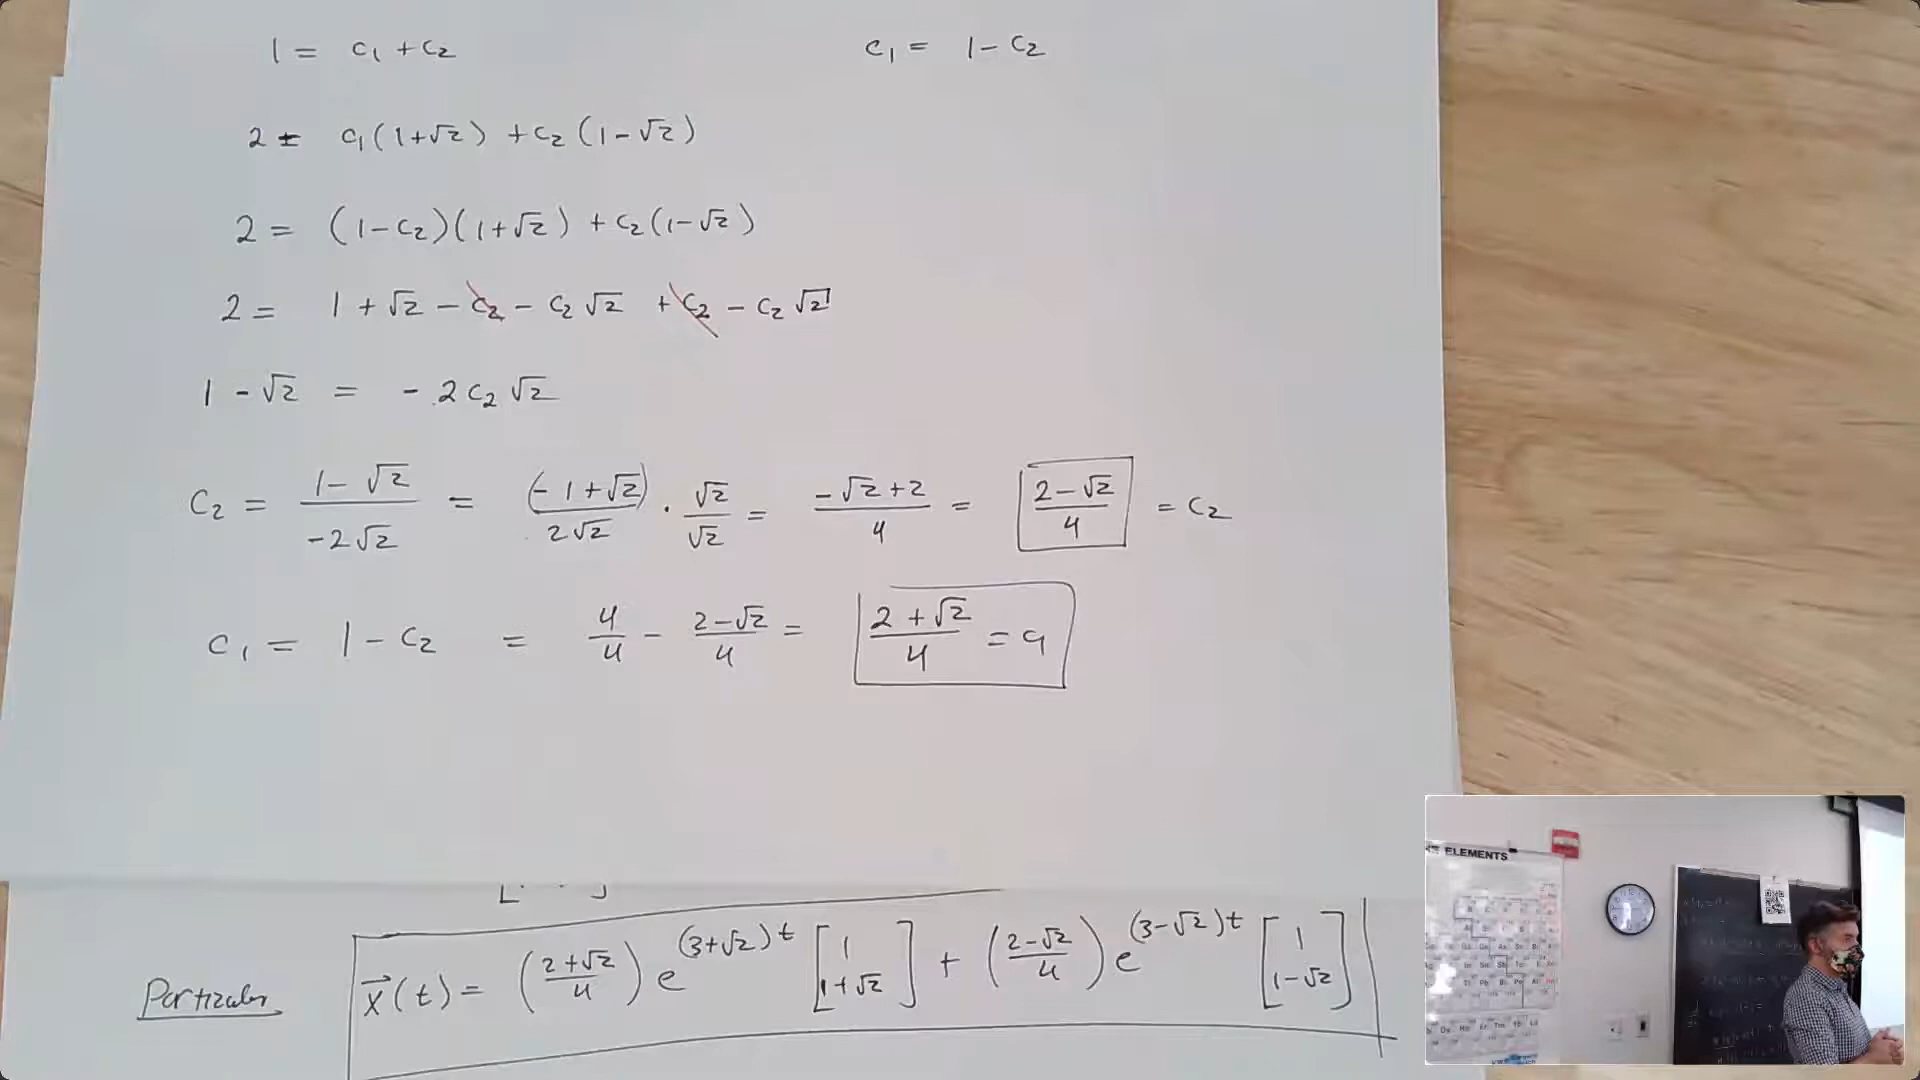 1 = c₁ + c₂   c₁ = 1 - c₂
2 = c₁(1+√2) + c₂(1-√2)
2 = (1-c₂)(1+√2) + c₂(1-√2)
2 = 1 + √2 - c₂ - c₂√2 + c₂ - c₂√2
1 - √2 = -2c₂√2
c₂ = (1-√2)/(-2√2) = (-1+√2)/(2√2) · √2/√2 = (-√2+2)/4 = (2-√2)/4 = c₂
c₁ = 1 - c₂ = 4/4 - (2-√2)/4 = (2+√2)/4 = c₁
Particular x⃗(t) = ((2+√2)/4) e^{(3+√2)t} [1; 1+√2] + ((2-√2)/4) e^{(3-√2)t} [1; 1-√2]
ELEMENTS